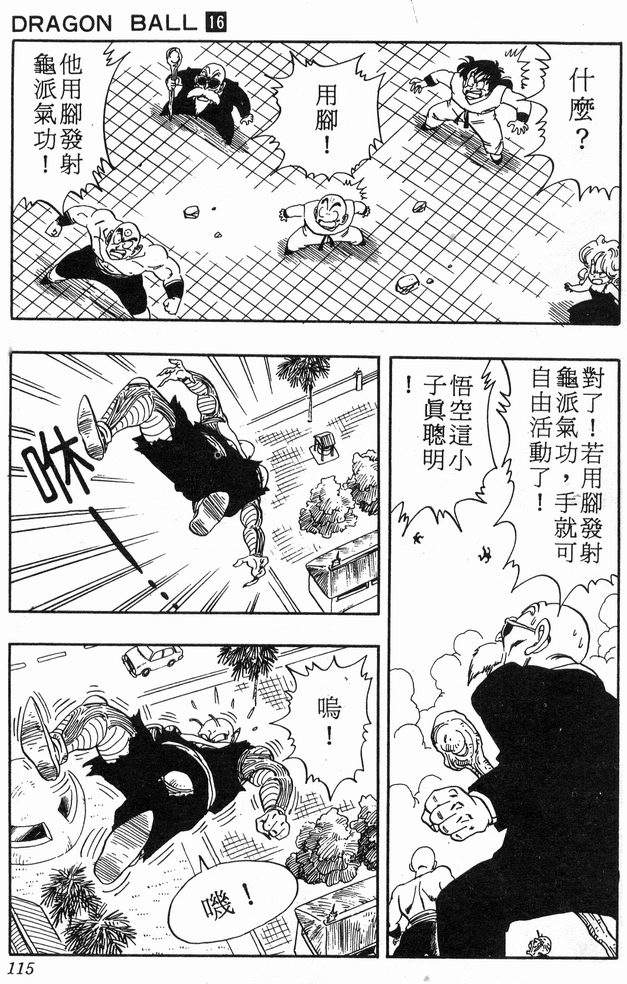 DRAGON BALL 16
什麼？
用腳！
他用腳發射
龜派氣功！
對了！若用腳發射
龜派氣功，手就可
自由活動了！
悟空這小
子眞聰明
！
咻！
嗚！
嘰！
115